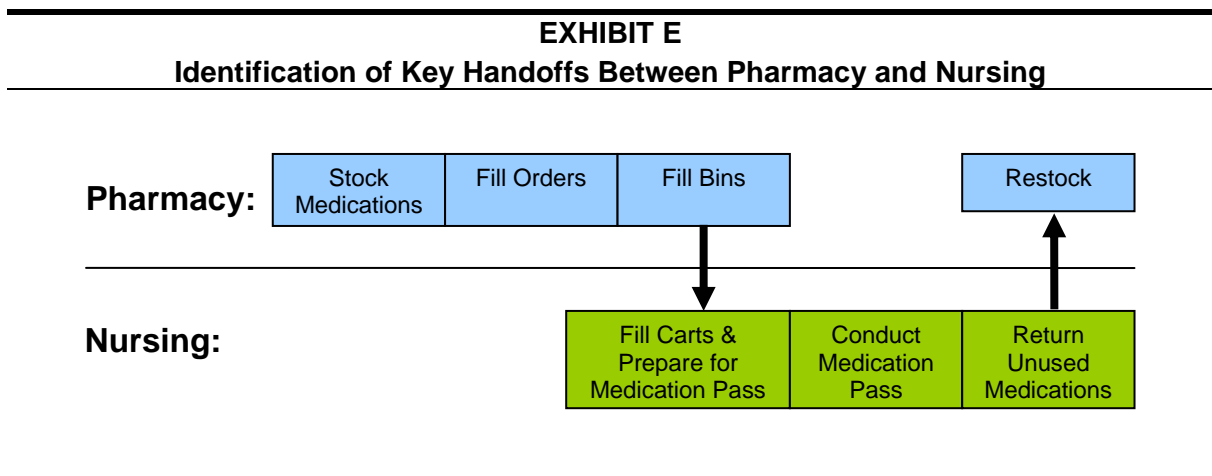 EXHIBIT E
Identification of Key Handoffs Between Pharmacy and Nursing
Pharmacy:
Stock
Medications
Fill Orders
Fill Bins
Restock
Nursing:
Fill Carts &
Prepare for
Medication Pass
Conduct
Medication
Pass
Return
Unused
Medications